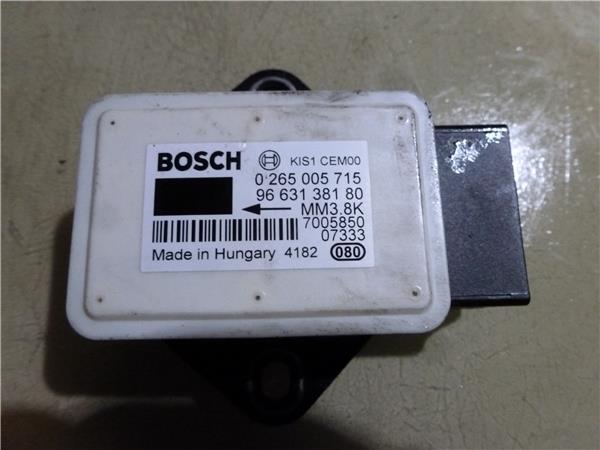 BOSCH KIS1 CEM00
0 265 005 715
96 631 381 80
MM3.8K
7005850
07333
Made in Hungary 4182 080